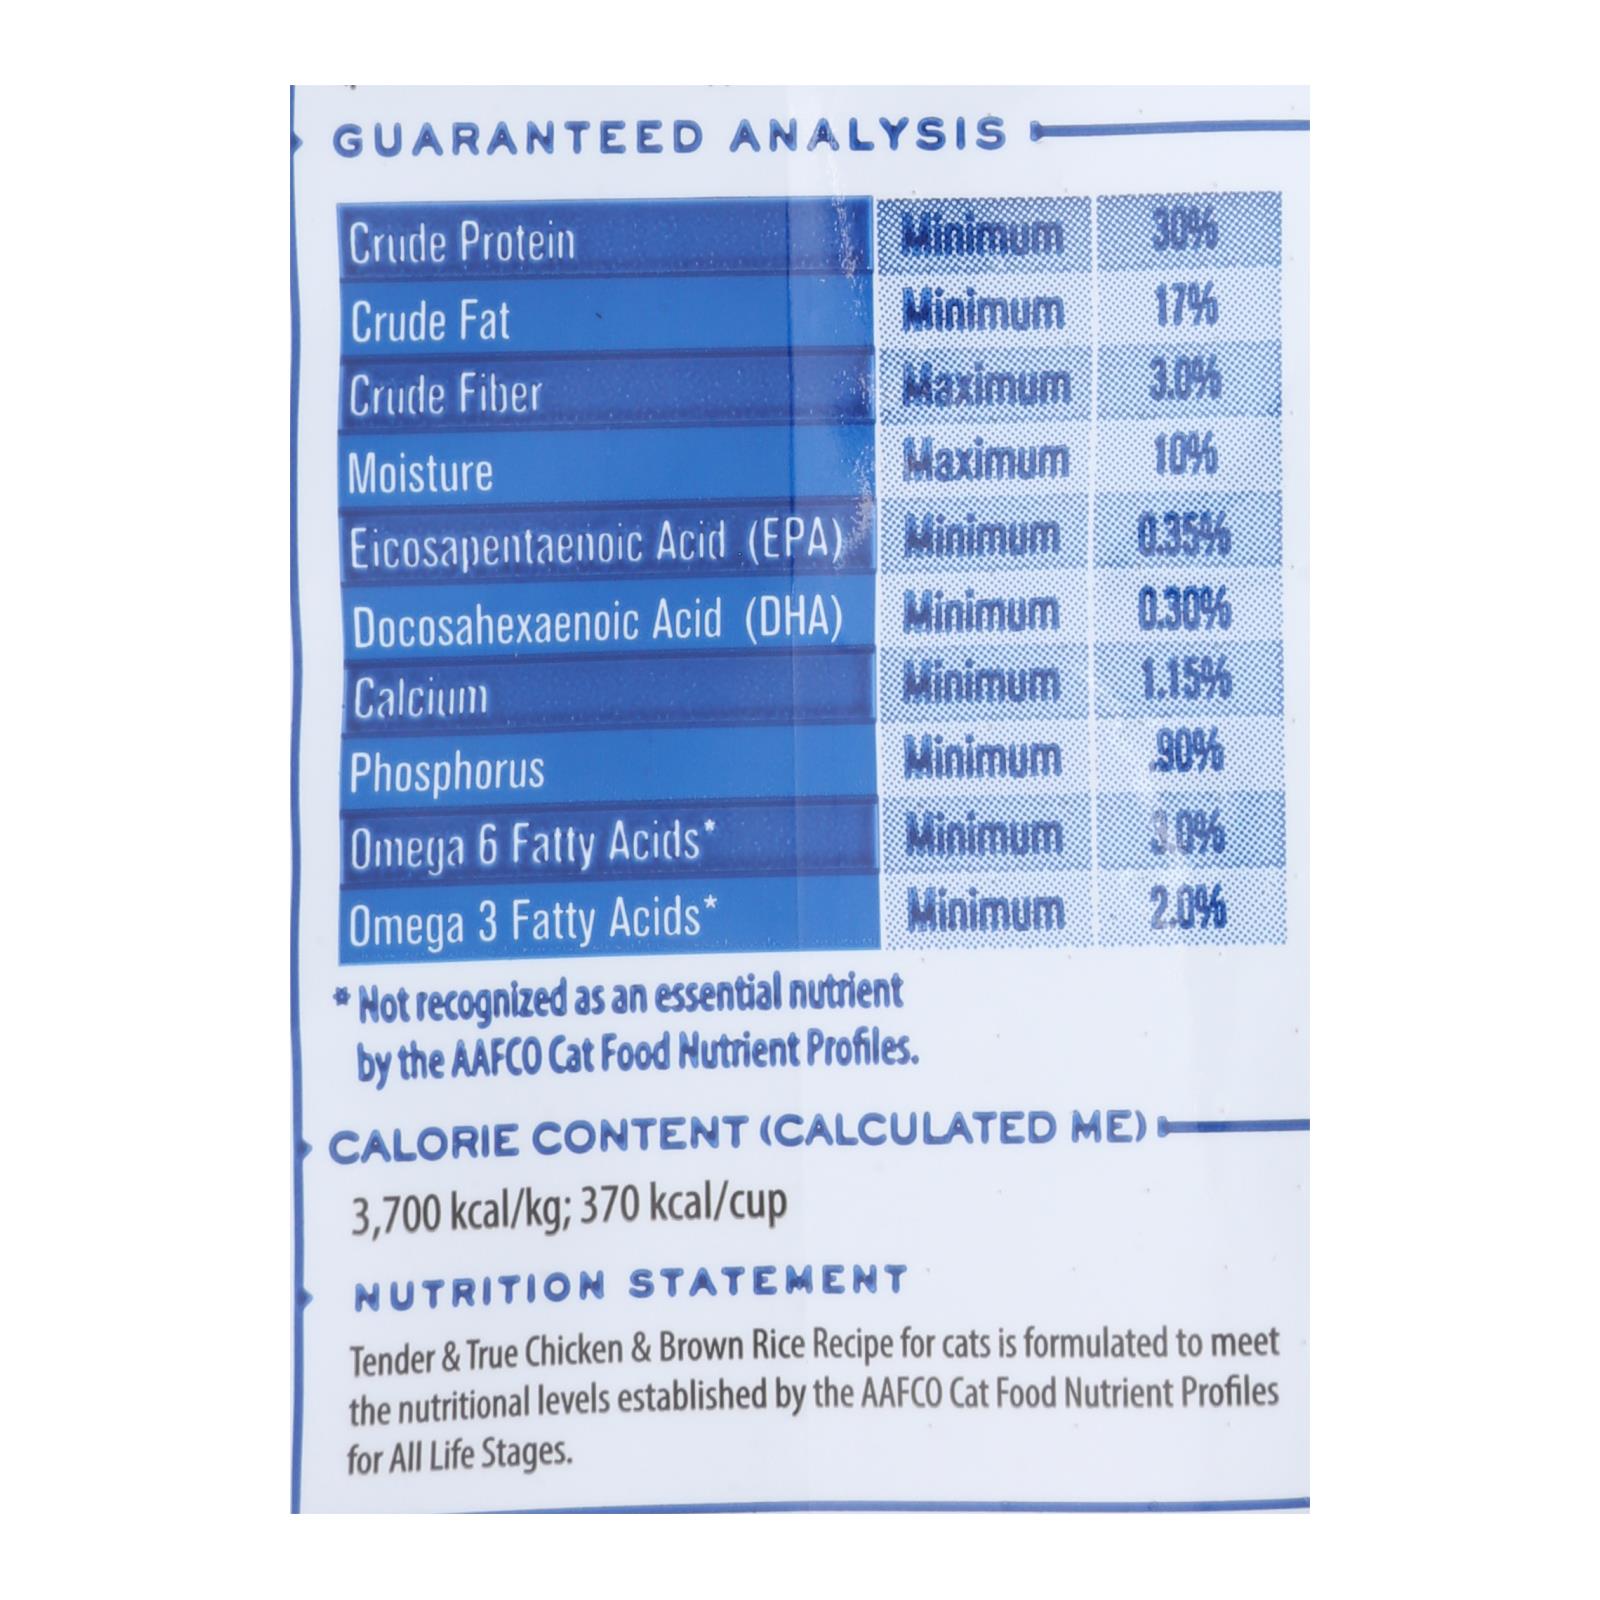 GUARANTEED ANALYSIS
Crude Protein Minimum 30%
Crude Fat Minimum 17%
Crude Fiber Maximum 3.0%
Moisture Maximum 10%
Eicosapentaenoic Acid (EPA) Minimum 0.35%
Docosahexaenoic Acid (DHA) Minimum 0.30%
Calcium Minimum 1.15%
Phosphorus Minimum .90%
Omega 6 Fatty Acids* Minimum 3.0%
Omega 3 Fatty Acids* Minimum 2.0%
* Not recognized as an essential nutrient
by the AAFCO Cat Food Nutrient Profiles.
CALORIE CONTENT (CALCULATED ME)
3,700 kcal/kg; 370 kcal/cup
NUTRITION STATEMENT
Tender & True Chicken & Brown Rice Recipe for cats is formulated to meet
the nutritional levels established by the AAFCO Cat Food Nutrient Profiles
for All Life Stages.